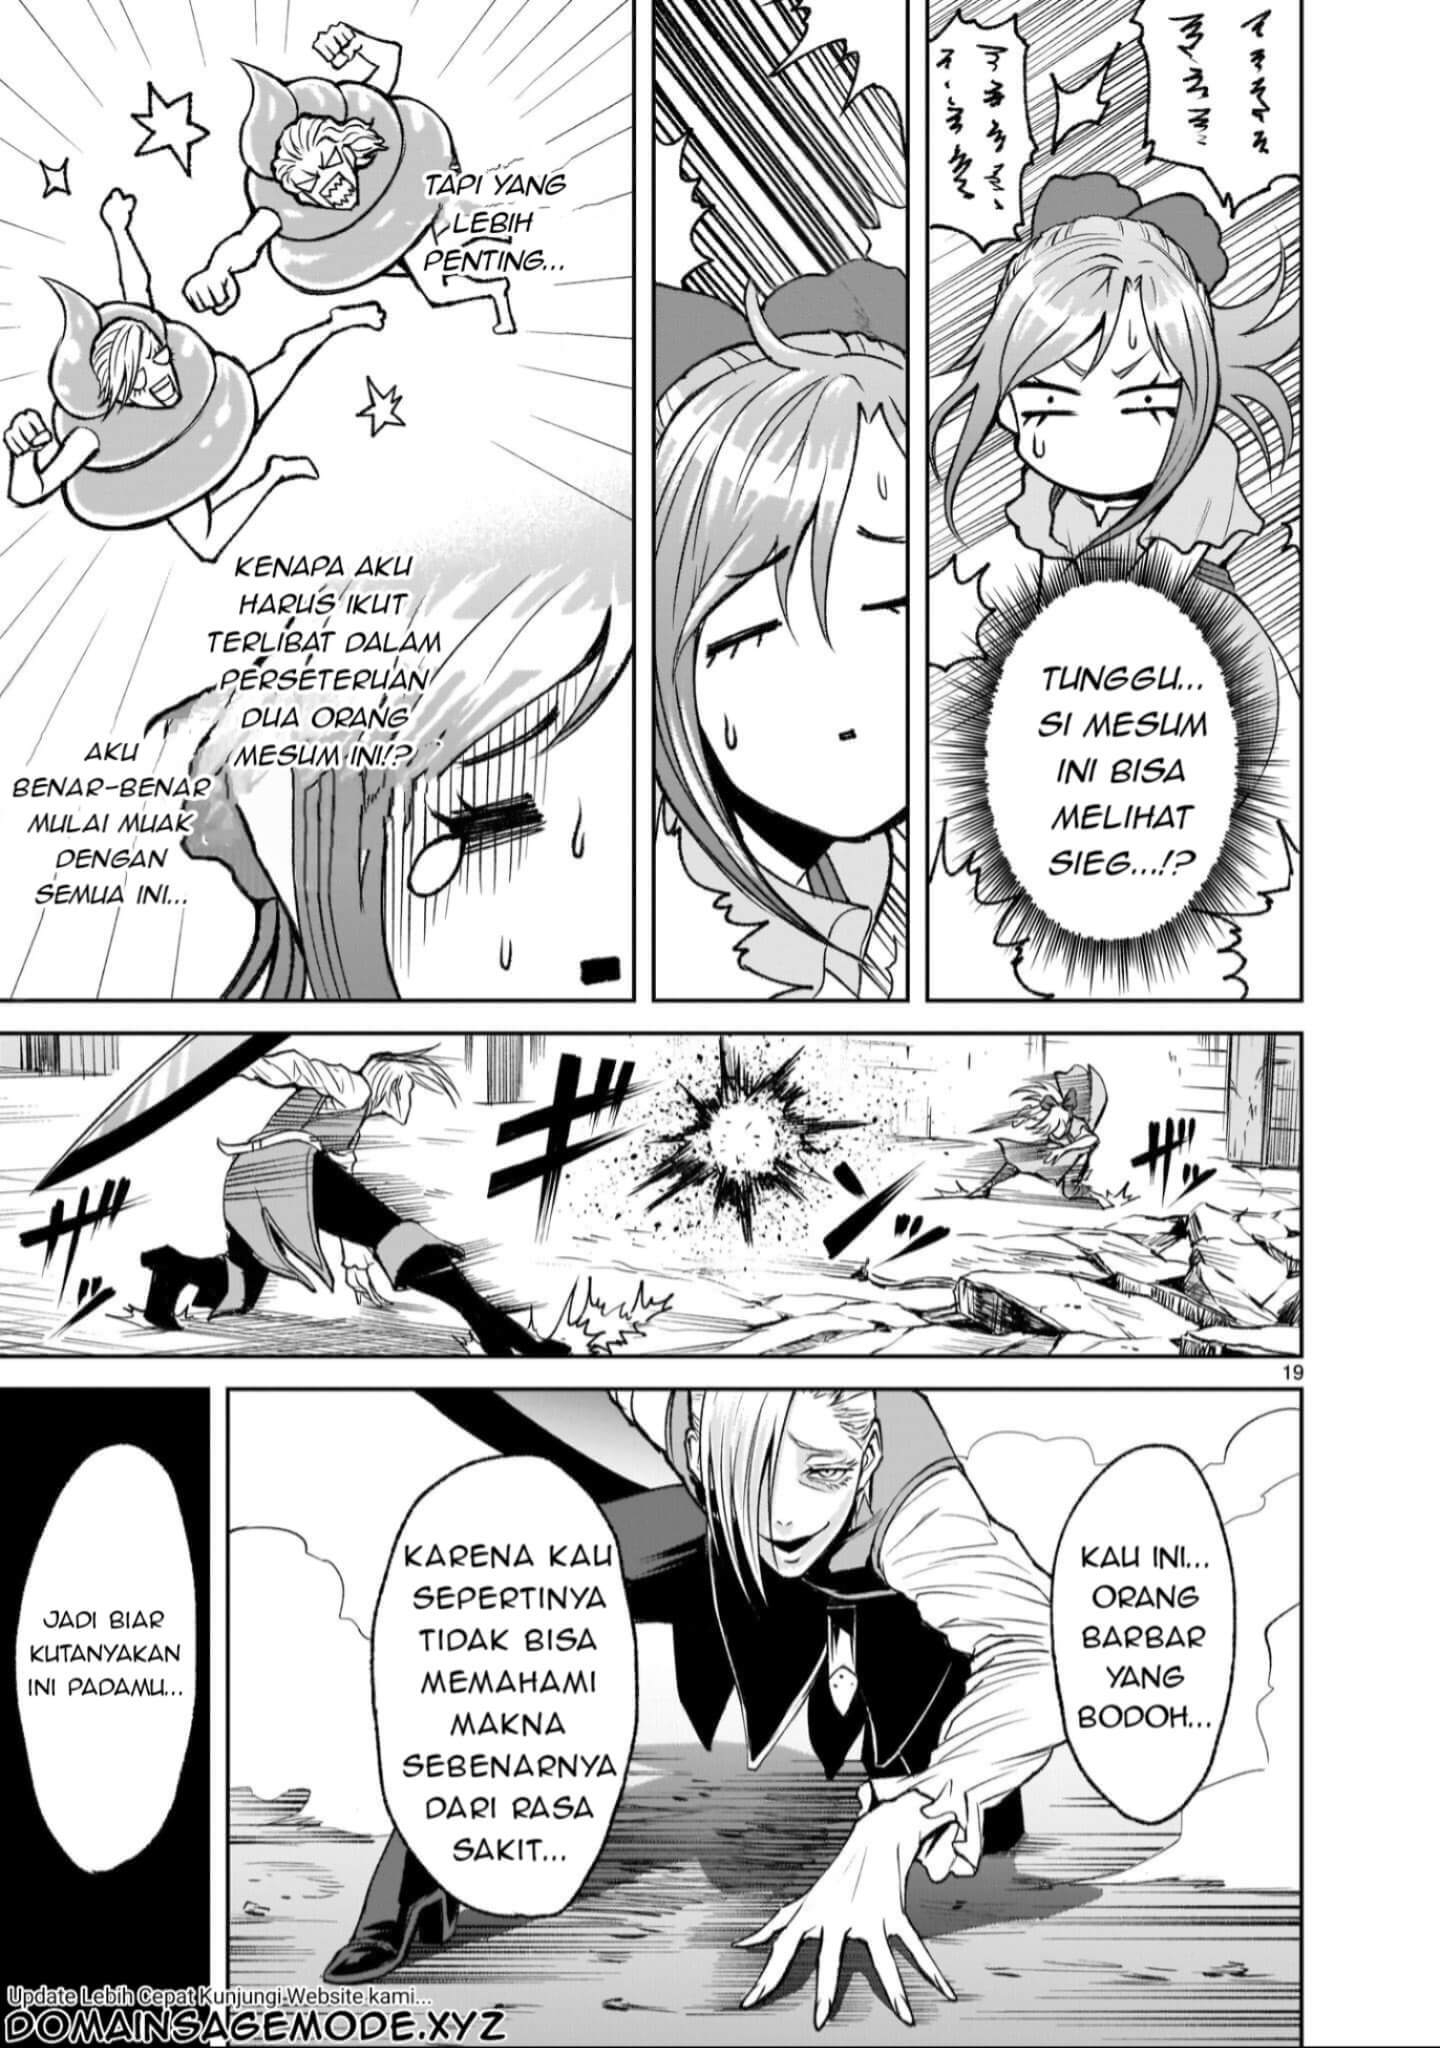 TUNGGU...
SI MESUM
INI BISA
MELIHAT
SIEG...!?
TAPI YANG
LEBIH
PENTING...
KENAPA AKU
HARUS IKUT
TERLIBAT DALAM
PERSETERUAN
DUA ORANG
MESUM INI!?
AKU
BENAR-BENAR
MULAI MUAK
DENGAN
SEMUA INI...
19
KAU INI...
ORANG
BARBAR
YANG
BODOH...
KARENA KAU
SEPERTINYA
TIDAK BISA
MEMAHAMI
MAKNA
SEBENARNYA
DARI RASA
SAKIT...
JADI BIAR
KUTANYAKAN
INI PADAMU...
Update Lebih Cepat Kunjungi Website kami...
DOMAINSAGEMODE.XYZ